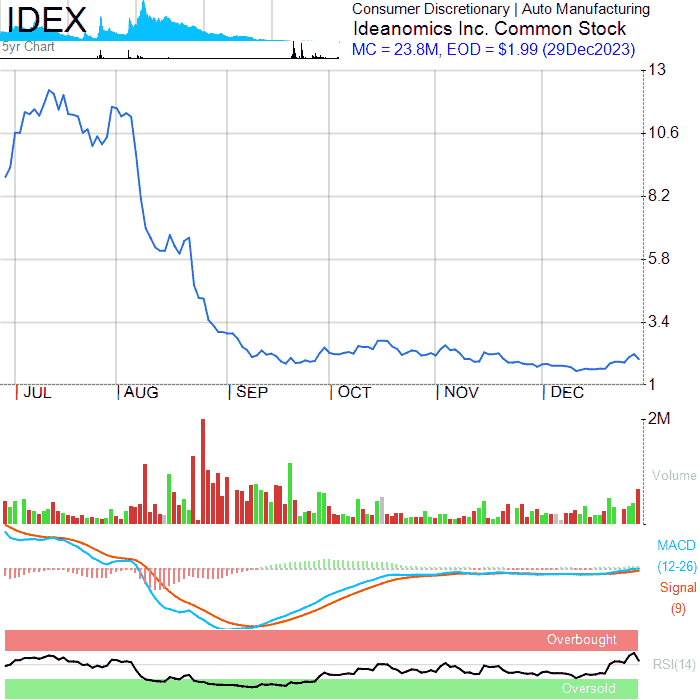 IDEX
Consumer Discretionary | Auto Manufacturing
Ideanomics Inc. Common Stock
5yr Chart
MC = 23.8M, EOD = $1.99 (29Dec2023)
13
10.6
8.2
5.8
3.4
1
JUL AUG SEP OCT NOV DEC
2M
Volume
MACD
(12-26)
Signal
(9)
Overbought
RSI(14)
Oversold